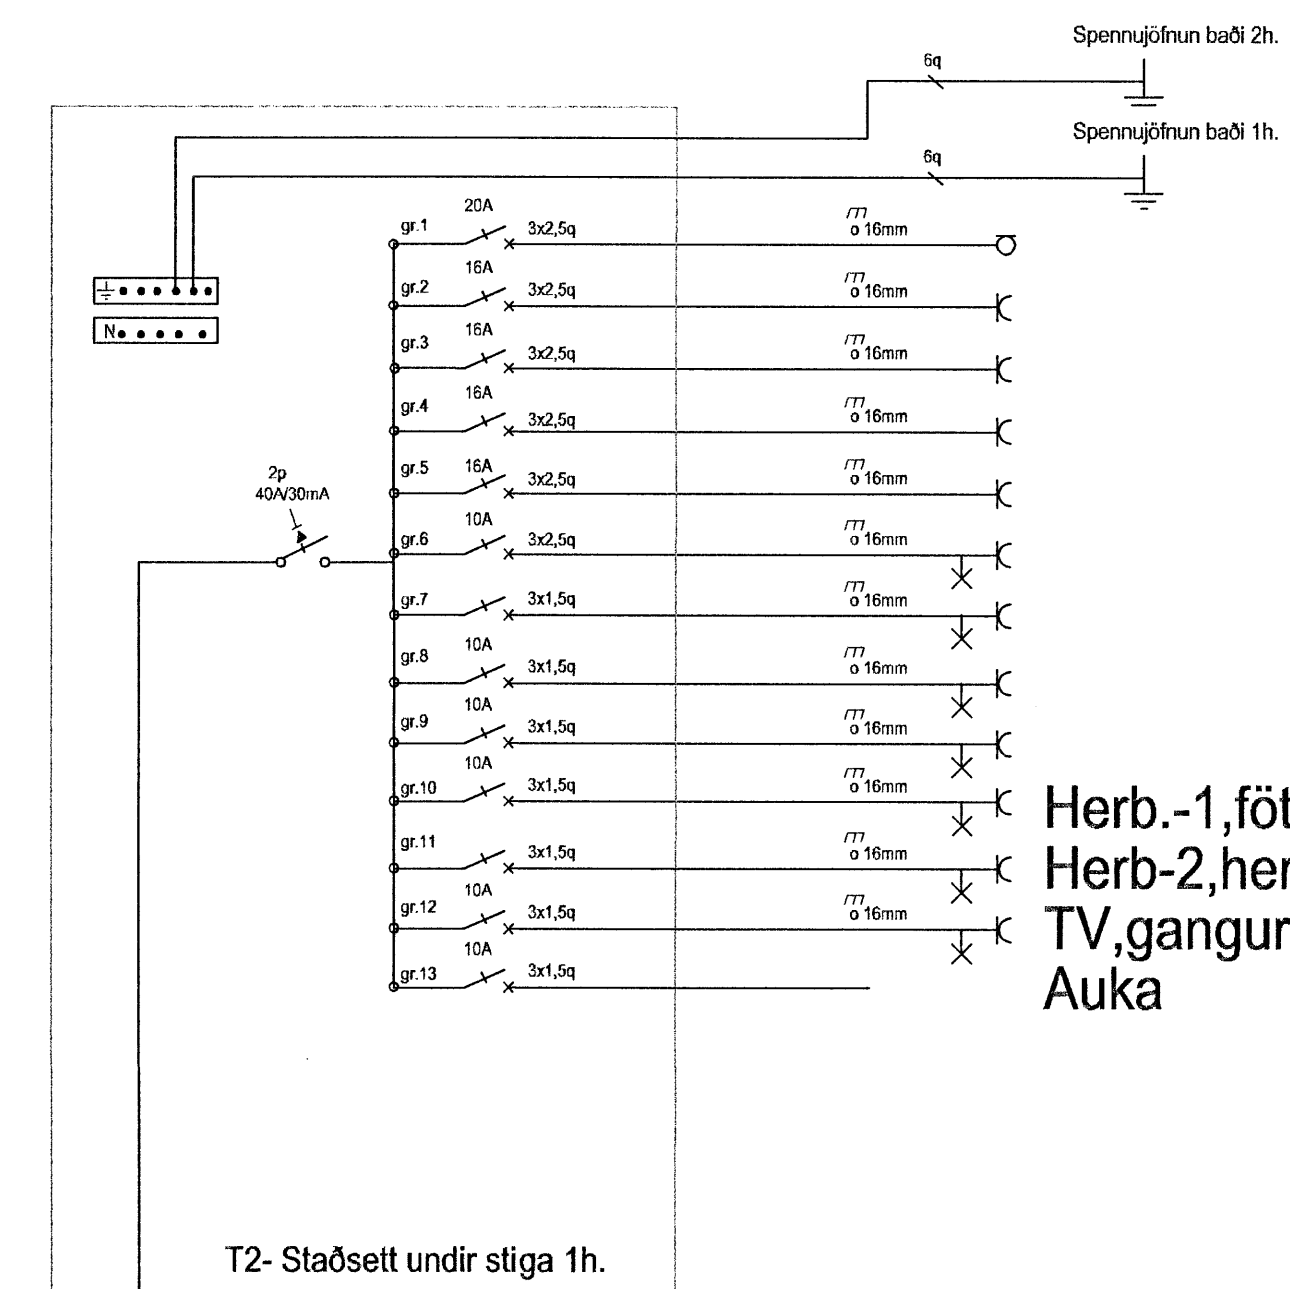 Spennujöfnun baði 2h.
6q
Spennujöfnun baði 1h.
6q
20A
gr.1 3x2,5q ø 16mm
16A
gr.2 3x2,5q ø 16mm
16A
gr.3 3x2,5q ø 16mm
16A
gr.4 3x2,5q ø 16mm
16A
gr.5 3x2,5q ø 16mm
10A
gr.6 3x2,5q ø 16mm
gr.7 3x1,5q ø 16mm
10A
gr.8 3x1,5q ø 16mm
10A
gr.9 3x1,5q ø 16mm
10A
gr.10 3x1,5q ø 16mm
gr.11 3x1,5q ø 16mm
10A
gr.12 3x1,5q ø 16mm
10A
gr.13 3x1,5q
N
2p
40A/30mA
Herb.-1,föt
Herb-2,her
TV,gangur
Auka
T2- Staðsett undir stiga 1h.